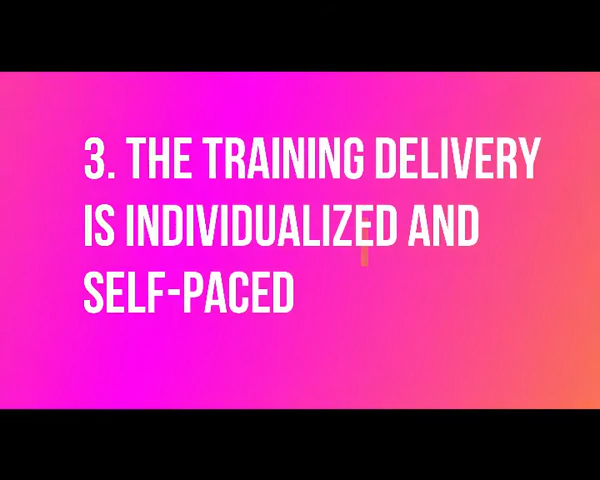 3. THE TRAINING DELIVERY
IS INDIVIDUALIZED AND
SELF-PACED